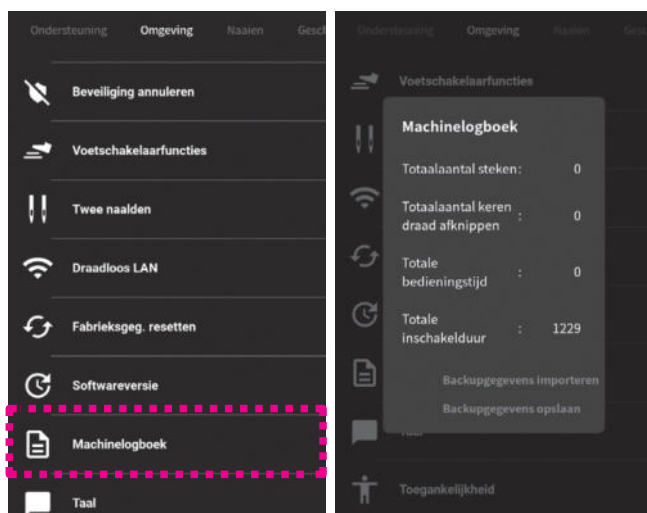 Ondersteuning Omgeving Naaien Gescl
Beveiliging annuleren
Voetschakelaarfuncties
Twee naalden
Draadloos LAN
Fabrieksgeg. resetten
Softwareversie
Machinelogboek
Taal
Ondersteuning Omgeving Naaien Gesc
Voetschakelaarfuncties
Machinelogboek
Totaalaantal steken: 0
Totaalaantal keren
draad afknippen : 0
Totale
bedieningstijd : 0
Totale
inschakelduur : 1229
Backupgegevens importeren
Backupgegevens opslaan
Toegankelijkheid